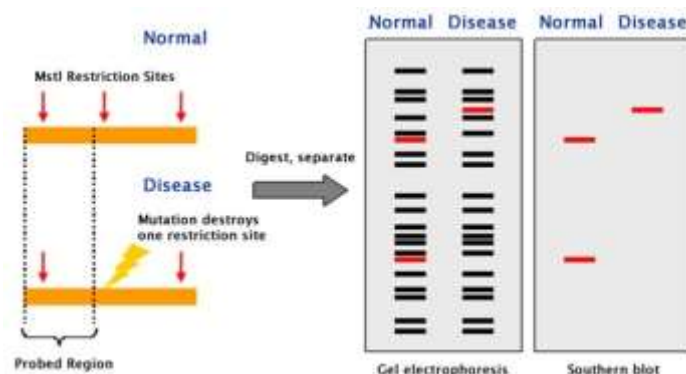 Normal
MstI Restriction Sites
Disease
Mutation destroys
one restriction site
Probed Region
Digest, separate
Normal Disease
Gel electrophoresis
Normal Disease
Southern blot